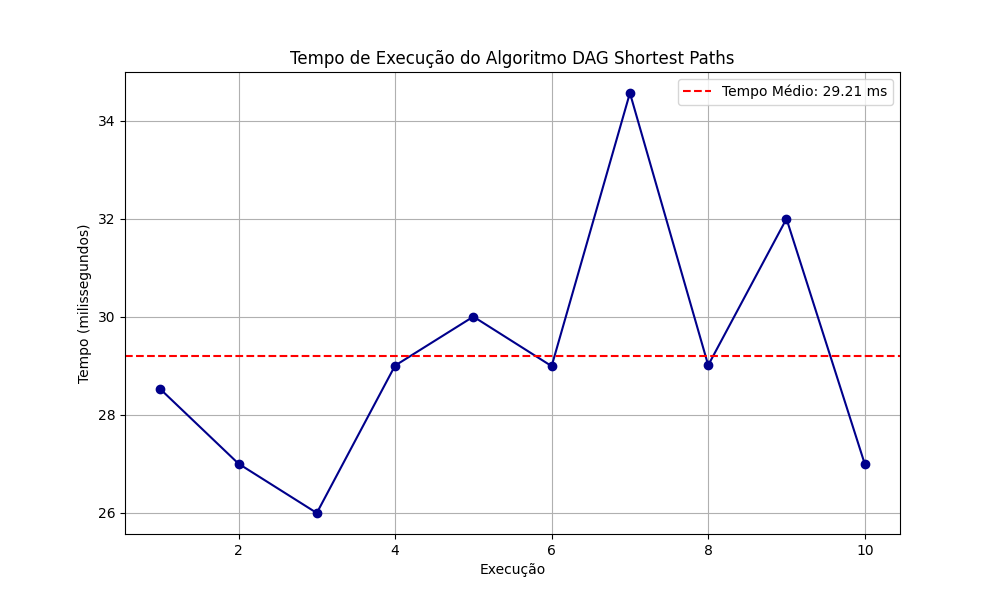 Tempo de Execução do Algoritmo DAG Shortest Paths
Tempo Médio: 29.21 ms
Tempo (milissegundos)
34
32
30
28
26
2 4 6 8 10
Execução